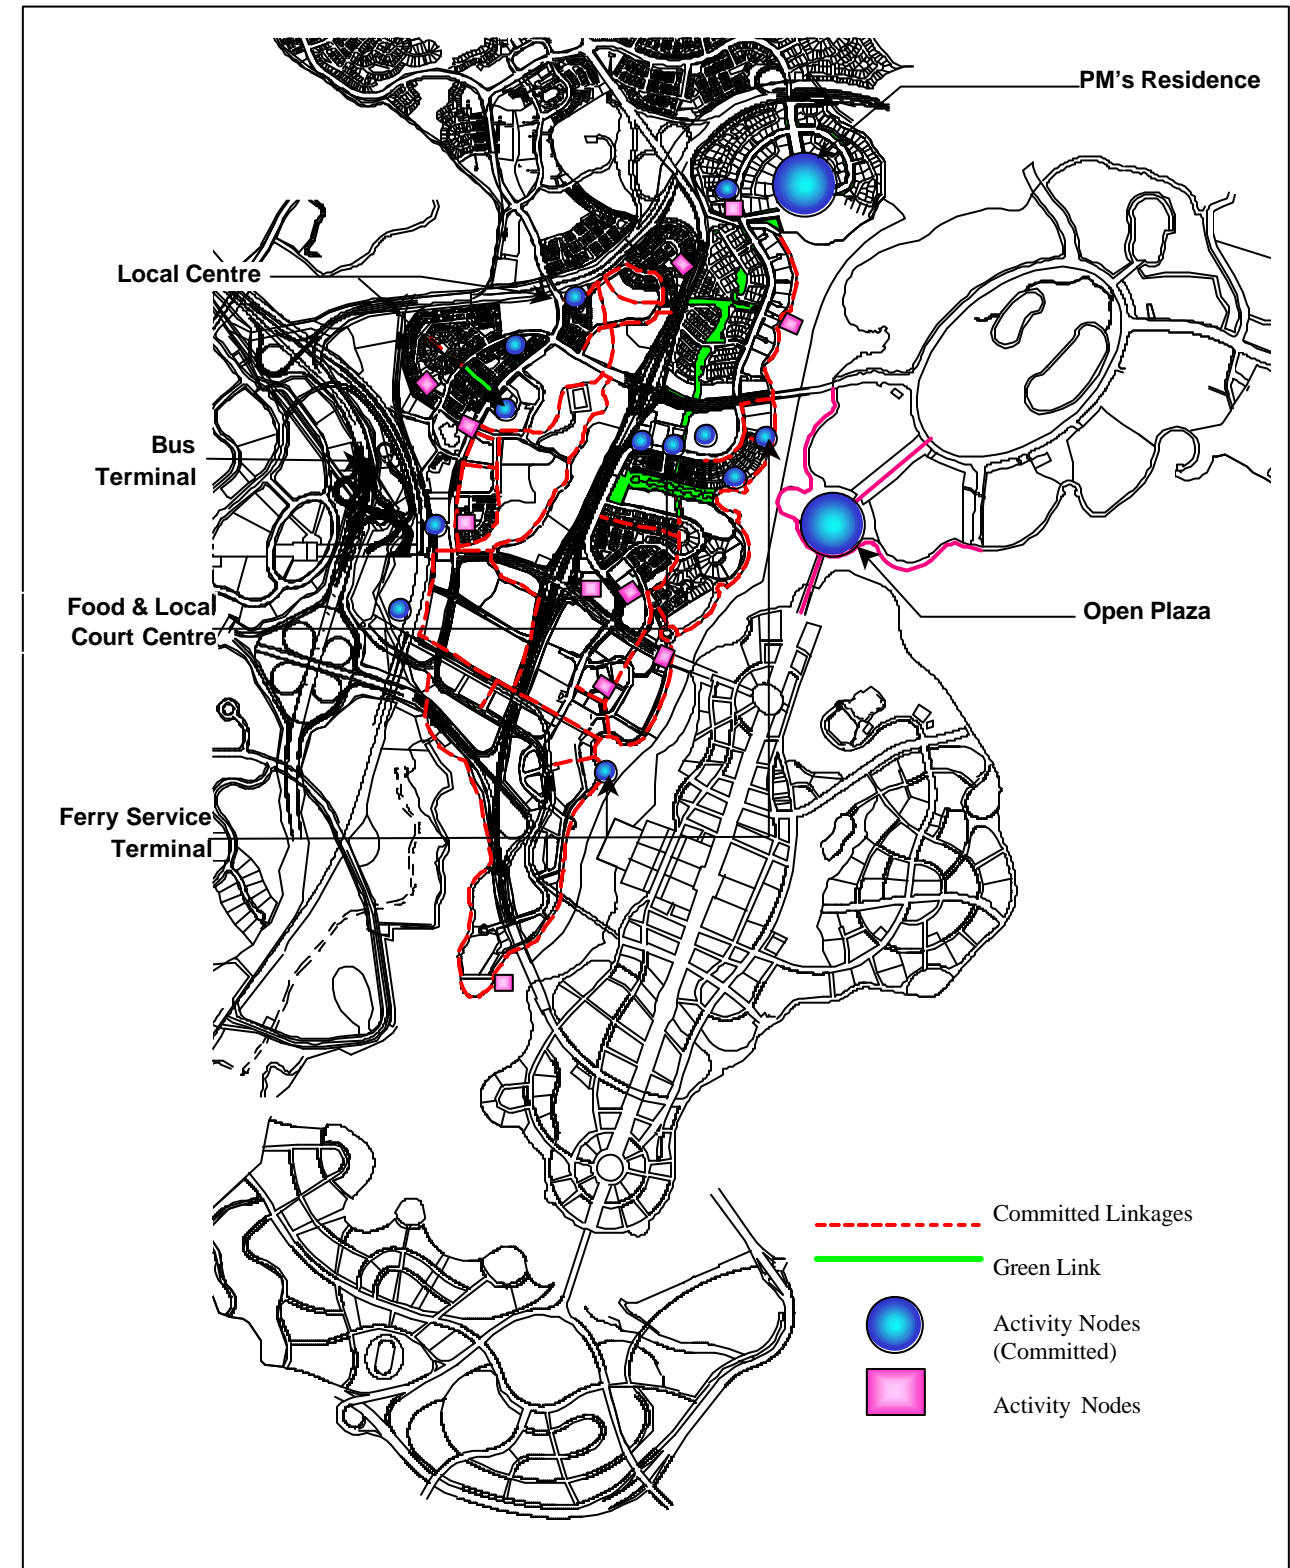 PM's Residence
Local Centre
Bus
Terminal
Food & Local
Court Centre
Open Plaza
Ferry Service
Terminal
Committed Linkages
Green Link
Activity Nodes
(Committed)
Activity Nodes